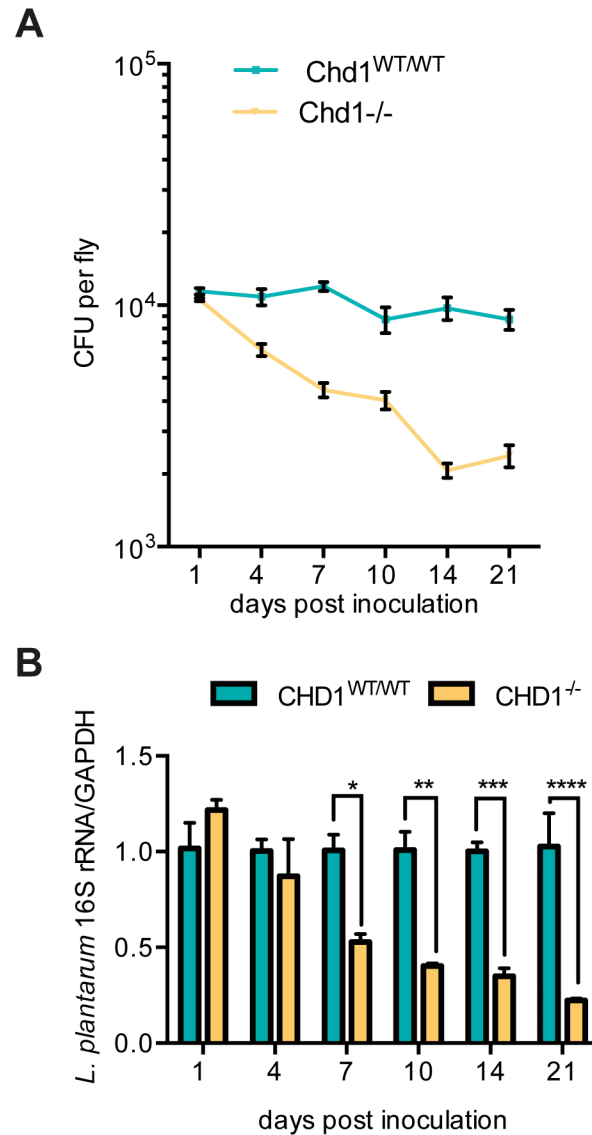 A
10^5
Chd1^WT/WT
Chd1-/-
CFU per fly
10^4
10^3
1 4 7 10 14 21
days post inoculation
B
CHD1^WT/WT CHD1^-/-
L. plantarum 16S rRNA/GAPDH
1.5
* ** *** ****
1.0
0.5
0.0
1 4 7 10 14 21
days post inoculation